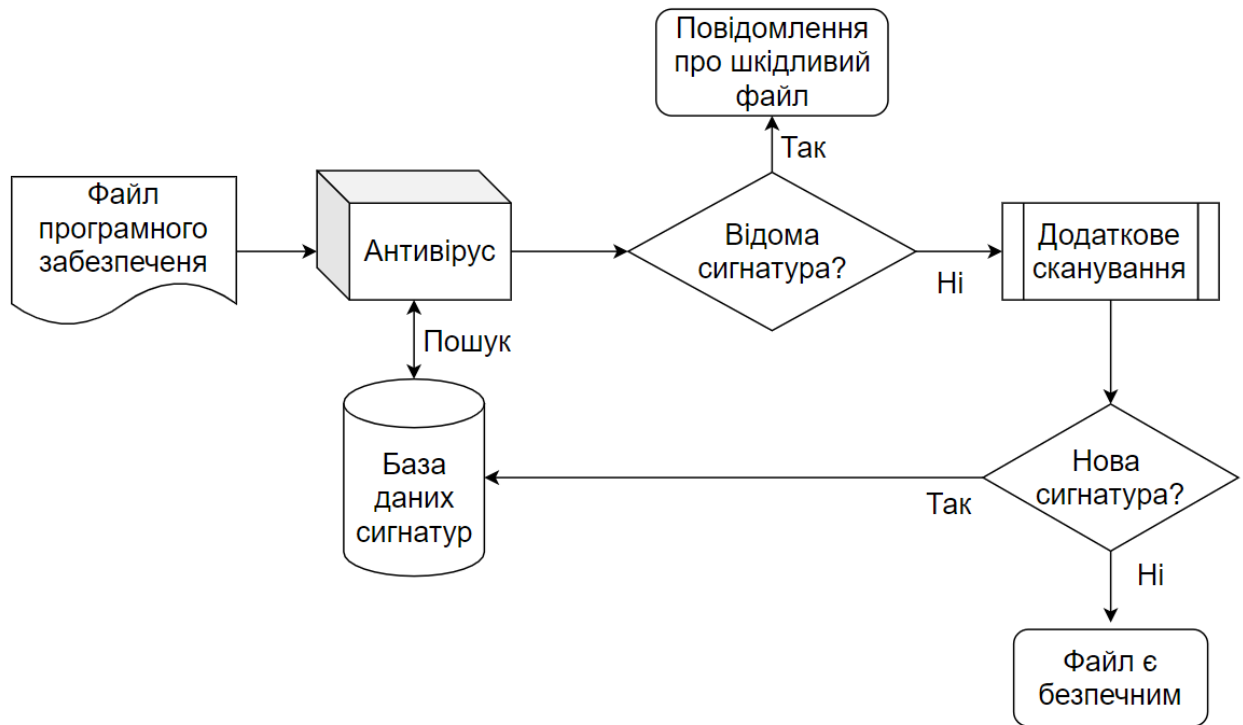 Повідомлення
про шкідливий
файл
Так
Файл
програмного
забезпеченя
Антивірус
Відома
сигнатура?
Ні
Додаткове
сканування
Пошук
База
даних
сигнатур
Нова
сигнатура?
Так
Ні
Файл є
безпечним